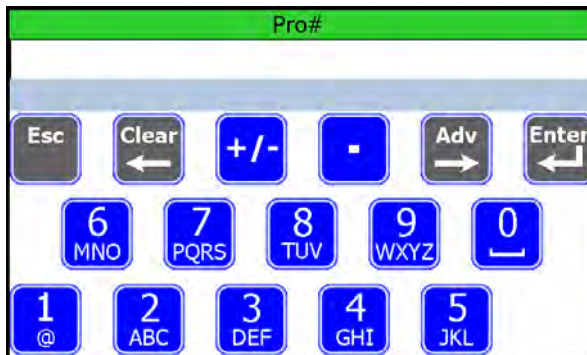 Pro#
Esc Clear +/- . Adv Enter
6 7 8 9 0
MNO PQRS TUV WXYZ
1 2 3 4 5
@ ABC DEF GHI JKL